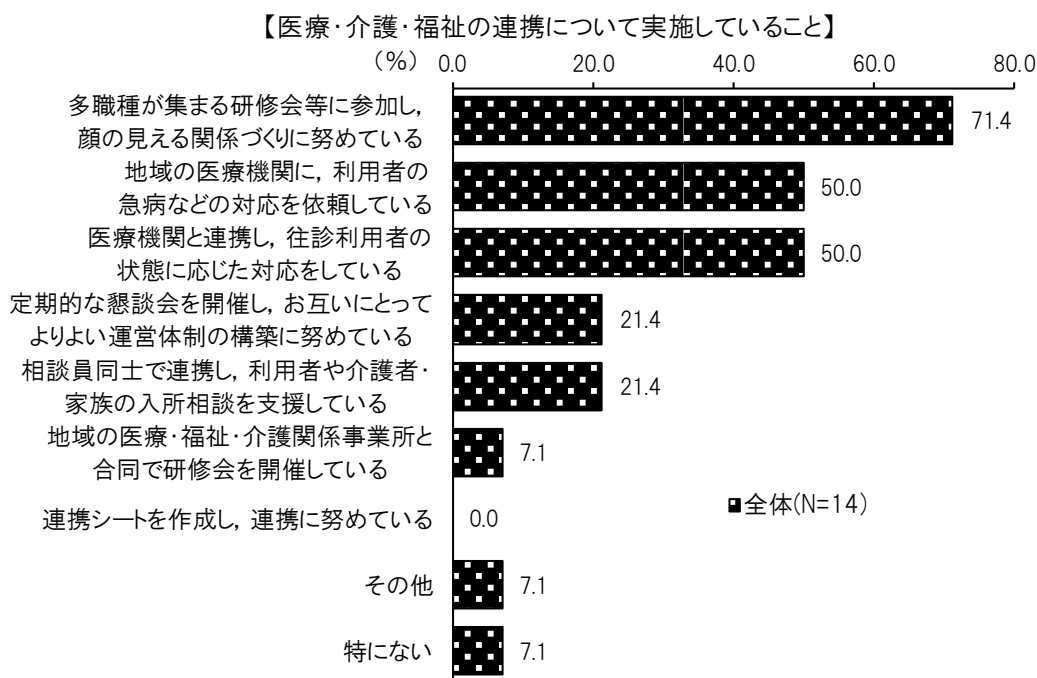 【医療・介護・福祉の連携について実施していること】
（％） 0.0 20.0 40.0 60.0 80.0
多職種が集まる研修会等に参加し，
顔の見える関係づくりに努めている
71.4
地域の医療機関に，利用者の
急病などの対応を依頼している
50.0
医療機関と連携し，往診利用者の
状態に応じた対応をしている
50.0
定期的な懇談会を開催し，お互いにとって
よりよい運営体制の構築に努めている
21.4
相談員同士で連携し，利用者や介護者・
家族の入所相談を支援している
21.4
地域の医療・福祉・介護関係事業所と
合同で研修会を開催している
7.1
連携シートを作成し，連携に努めている
0.0
全体(N=14)
その他
7.1
特にない
7.1